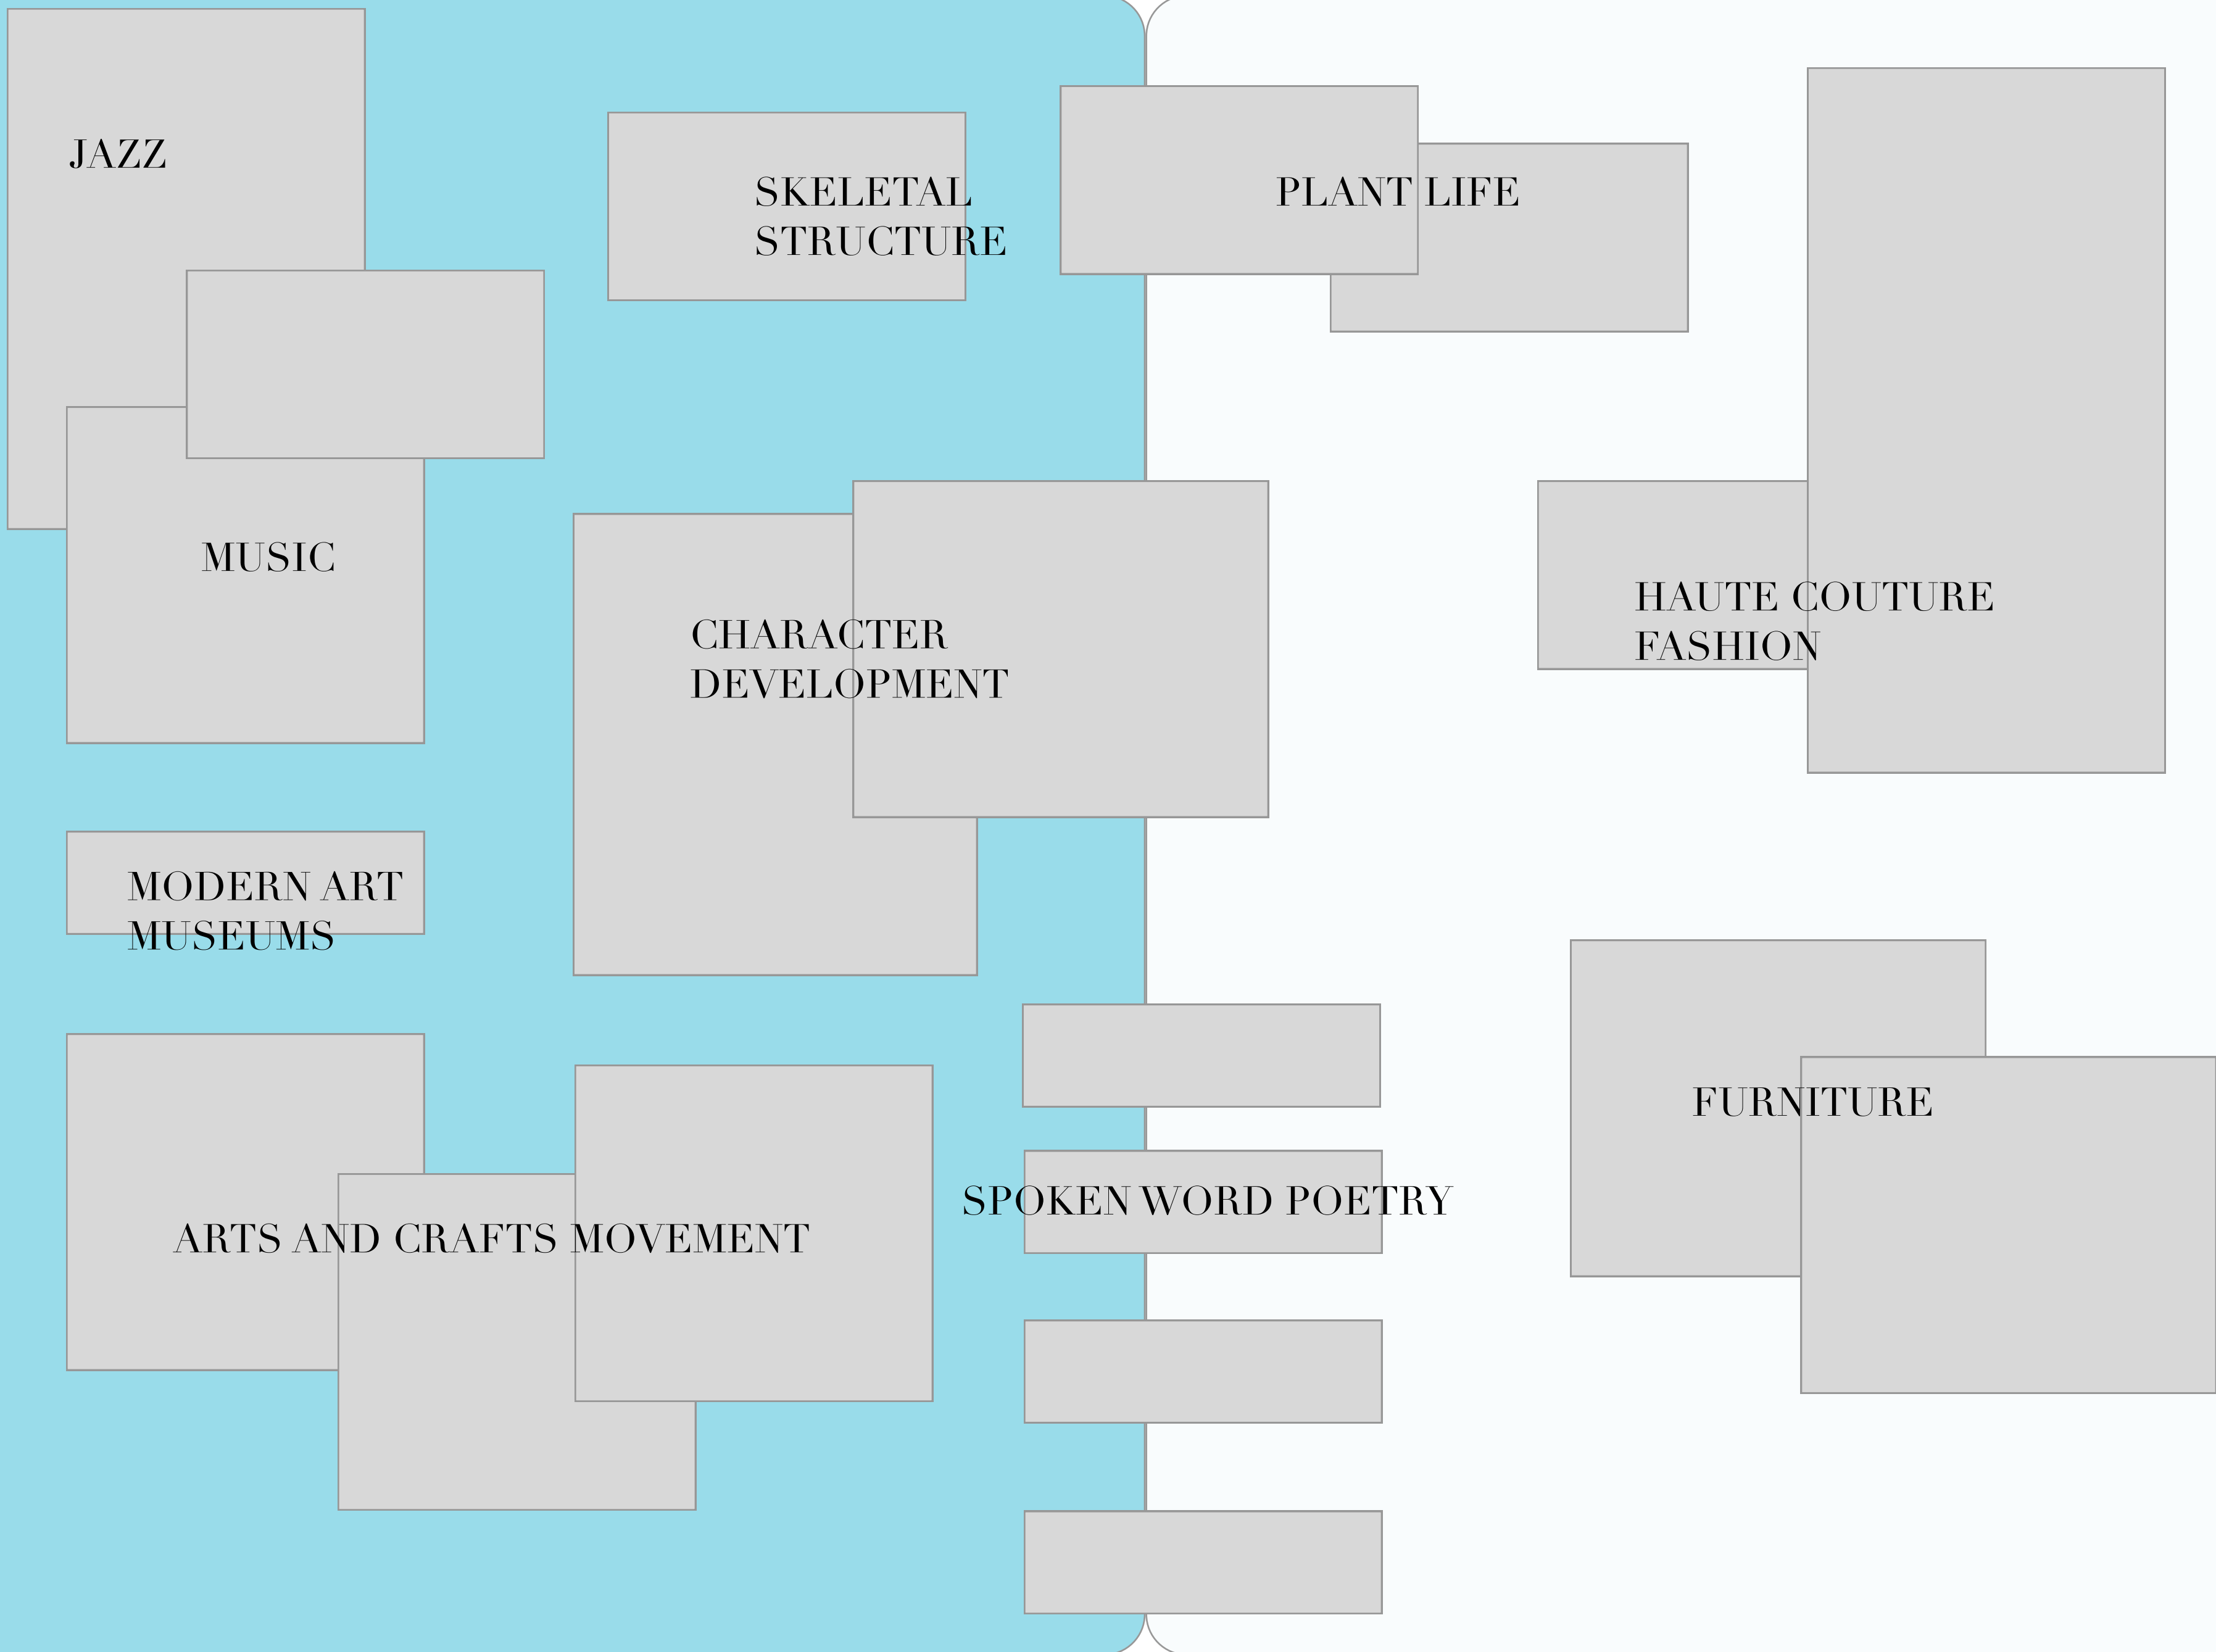 JAZZ
SKELETAL
STRUCTURE
PLANT LIFE
MUSIC
CHARACTER
DEVELOPMENT
HAUTE COUTURE
FASHION
MODERN ART
MUSEUMS
FURNITURE
SPOKEN WORD POETRY
ARTS AND CRAFTS MOVEMENT